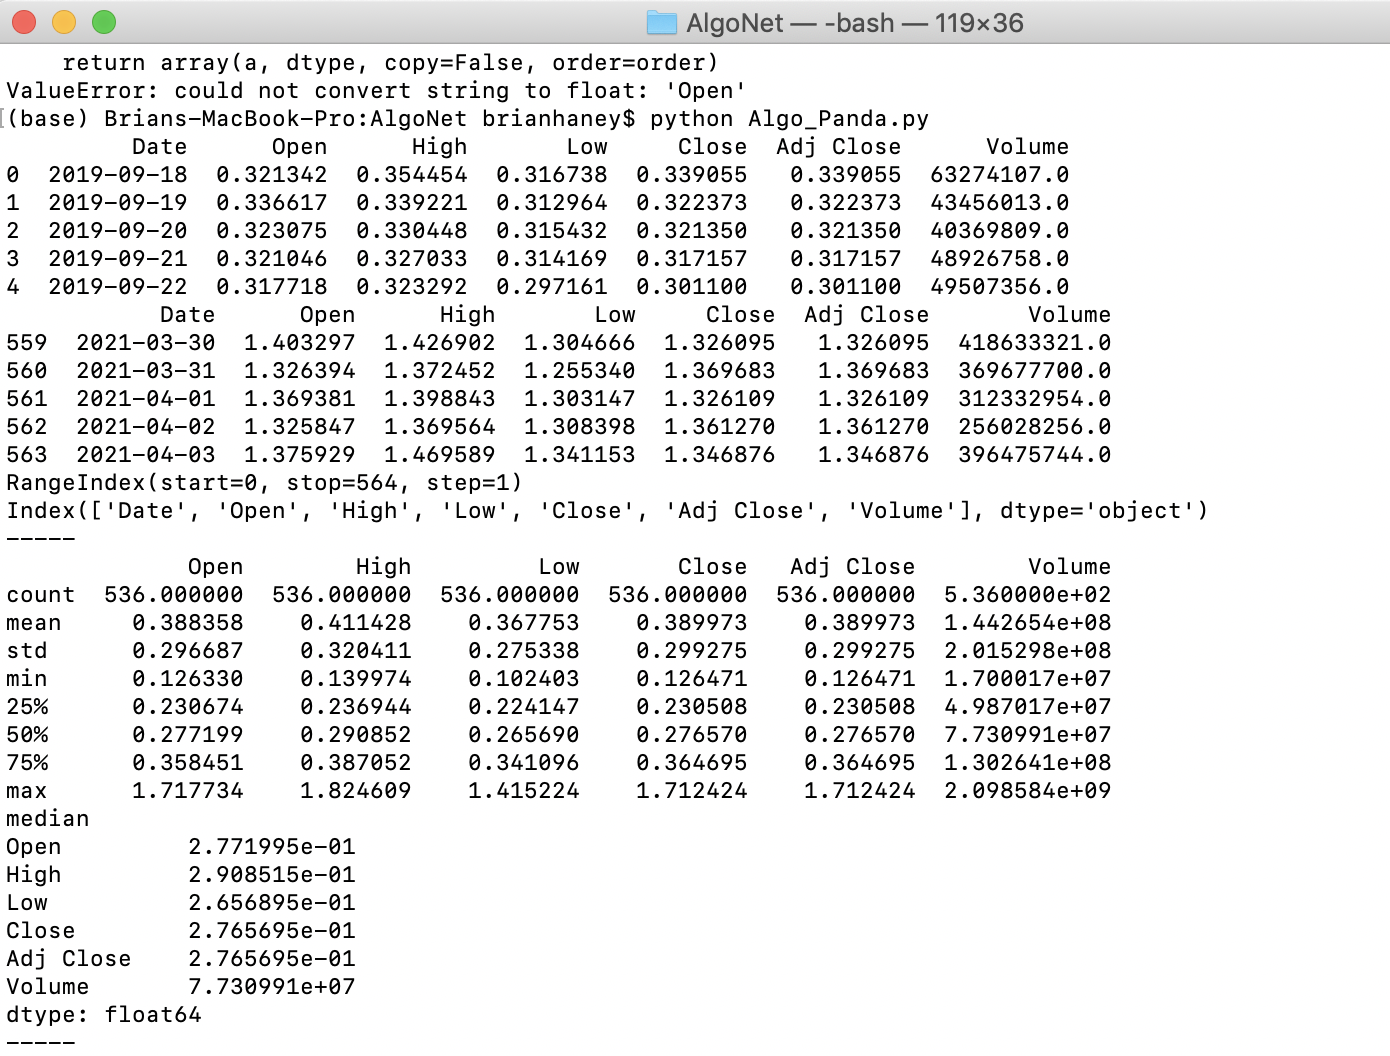 AlgoNet — -bash — 119×36
    return array(a, dtype, copy=False, order=order)
ValueError: could not convert string to float: 'Open'
[(base) Brians-MacBook-Pro:AlgoNet brianhaney$ python Algo_Panda.py
         Date      Open      High       Low     Close  Adj Close      Volume
0  2019-09-18  0.321342  0.354454  0.316738  0.339055   0.339055  63274107.0
1  2019-09-19  0.336617  0.339221  0.312964  0.322373   0.322373  43456013.0
2  2019-09-20  0.323075  0.330448  0.315432  0.321350   0.321350  40369809.0
3  2019-09-21  0.321046  0.327033  0.314169  0.317157   0.317157  48926758.0
4  2019-09-22  0.317718  0.323292  0.297161  0.301100   0.301100  49507356.0
           Date      Open      High       Low     Close  Adj Close       Volume
559  2021-03-30  1.403297  1.426902  1.304666  1.326095   1.326095  418633321.0
560  2021-03-31  1.326394  1.372452  1.255340  1.369683   1.369683  369677700.0
561  2021-04-01  1.369381  1.398843  1.303147  1.326109   1.326109  312332954.0
562  2021-04-02  1.325847  1.369564  1.308398  1.361270   1.361270  256028256.0
563  2021-04-03  1.375929  1.469589  1.341153  1.346876   1.346876  396475744.0
RangeIndex(start=0, stop=564, step=1)
Index(['Date', 'Open', 'High', 'Low', 'Close', 'Adj Close', 'Volume'], dtype='object')
-----
             Open        High         Low       Close   Adj Close        Volume
count  536.000000  536.000000  536.000000  536.000000  536.000000  5.360000e+02
mean     0.388358    0.411428    0.367753    0.389973    0.389973  1.442654e+08
std      0.296687    0.320411    0.275338    0.299275    0.299275  2.015298e+08
min      0.126330    0.139974    0.102403    0.126471    0.126471  1.700017e+07
25%      0.230674    0.236944    0.224147    0.230508    0.230508  4.987017e+07
50%      0.277199    0.290852    0.265690    0.276570    0.276570  7.730991e+07
75%      0.358451    0.387052    0.341096    0.364695    0.364695  1.302641e+08
max      1.717734    1.824609    1.415224    1.712424    1.712424  2.098584e+09
median
Open         2.771995e-01
High         2.908515e-01
Low          2.656895e-01
Close        2.765695e-01
Adj Close    2.765695e-01
Volume       7.730991e+07
dtype: float64
-----